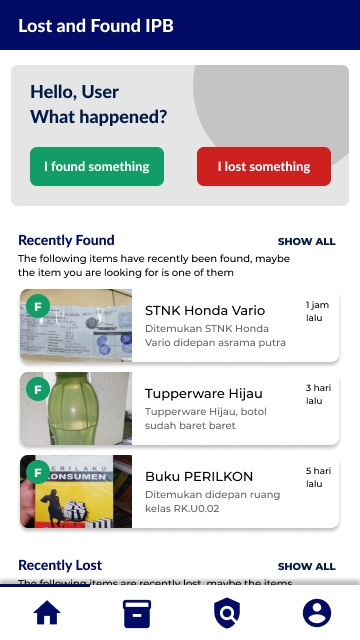 Lost and Found IPB
Hello, User
What happened?
I found something
I lost something
Recently Found
SHOW ALL
The following items have recently been found, maybe
the item you are looking for is one of them
F
STNK Honda Vario
1 jam
lalu
Ditemukan STNK Honda
Vario didepan asrama putra
F
Tupperware Hijau
3 hari
lalu
Tupperware Hijau, botol
sudah baret baret
F
PERILAKU
KONSUMEN
Buku PERILKON
5 hari
lalu
Ditemukan didepan ruang
kelas RK.U0.02
Recently Lost
SHOW ALL
The following items are recently lost, maybe the items